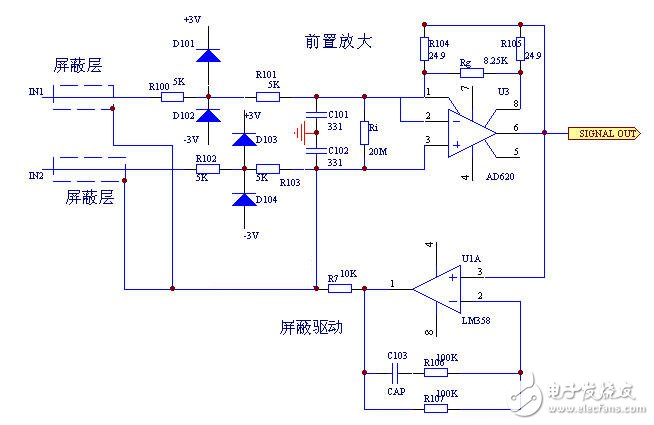 +3V
D101
前置放大
R104
24.9
R105
24.9
屏蔽层
Rg
8.25K
5K
R100
R101
5K
7
U3
IN1
1
8
C101
331
D102
+3V
2
-3V
D103
6
SIGNAL OUT
3
C102
331
Ri
20M
R102
5
IN2
5K
5K
R103
4
AD620
屏蔽层
D104
-3V
4
U1A
R7
10K
1
3
2
屏蔽驱动
8
LM358
C103
R106
100K
CAP
R107
100K
电子发烧友
www.elecfans.com